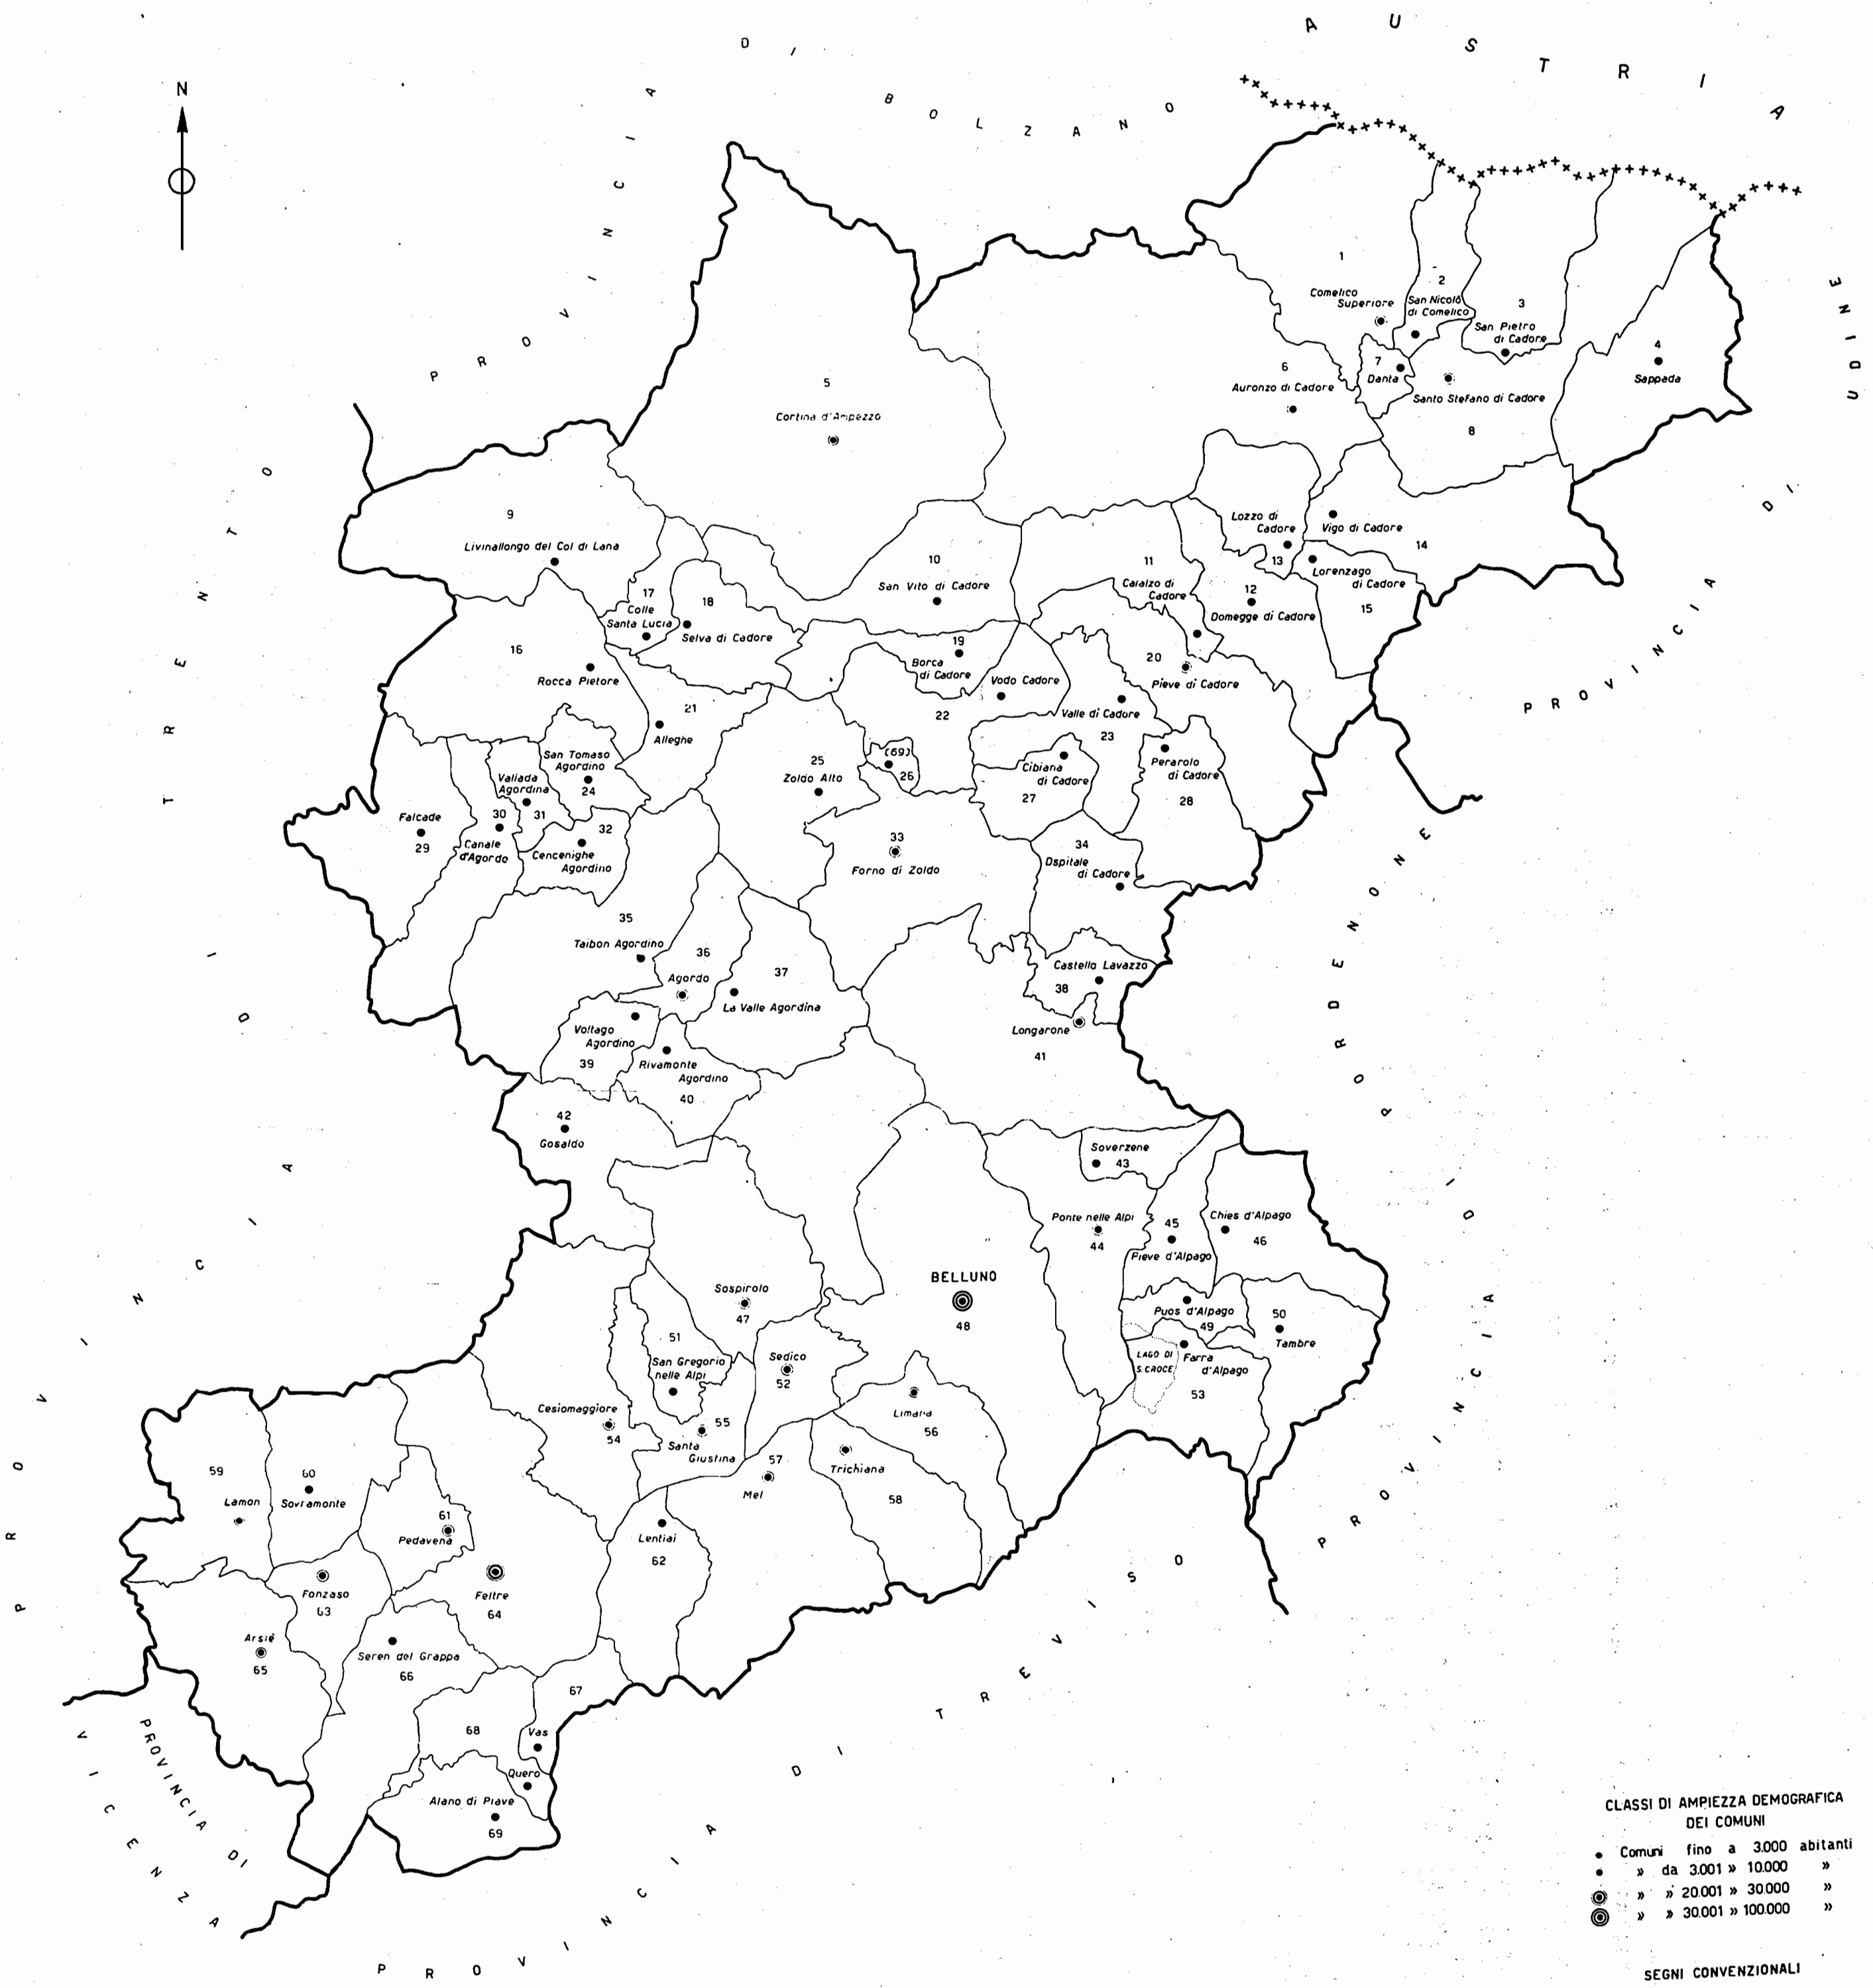 A U S T R I A
PROVINCIA DI BOLZANO
N
1
Comelico
Superiore
2
San Nicolò
di Comelico
3
San Pietro
di Cadore
4
Sappada
5
Cortina d'Ampezzo
6
Auronzo di Cadore
7
Danta
Santo Stefano di Cadore
8
PROVINCIA DI UDINE
9
Livinallongo del Col di Lana
10
San Vito di Cadore
11
Calalzo di
Cadore
12
Domegge di Cadore
Lozzo di
Cadore
13
Vigo di Cadore
14
Lorenzago
di Cadore
15
16
Rocca Pietore
17
Colle
Santa Lucia
18
Selva di Cadore
19
Borca
di Cadore
20
Pieve di Cadore
21
Alleghe
Vodo Cadore
22
Valle di Cadore
23
San Tomaso
Agordino
24
25
Zoldo Alto
(69)
26
Cibiana
di Cadore
27
Perarolo
di Cadore
28
Falcade
29
30
Canale
d'Agordo
Vallada
Agordina
31
32
Cencenighe
Agordino
33
Forno di Zoldo
34
Ospitale
di Cadore
35
Taibon Agordino
36
Agordo
37
La Valle Agordina
Castello Lavazzo
38
Voltago
Agordino
39
Rivamonte
Agordino
40
Longarone
41
42
Gosaldo
Soverzene
43
Ponte nelle Alpi
44
45
Pieve d'Alpago
Chies d'Alpago
46
Sospirolo
47
BELLUNO
48
Puos d'Alpago
49
50
Tambre
51
San Gregorio
nelle Alpi
Sedico
52
LAGO DI
S. CROCE
Farra
d'Alpago
53
Cesiomaggiore
54
55
Santa
Giustina
Limana
56
57
Mel
Trichiana
58
59
Lamon
60
Sovramonte
61
Pedavena
Lentiai
62
Fonzaso
63
Feltre
64
Arsiè
65
Seren del Grappa
66
67
Vas
68
Quero
Alano di Piave
69
PROVINCIA DI TRENTO
PROVINCIA DI PORDENONE
PROVINCIA DI VICENZA
PROVINCIA DI TREVISO
CLASSI DI AMPIEZZA DEMOGRAFICA
DEI COMUNI
Comuni fino a 3.000 abitanti
» da 3.001 » 10.000 »
» » 20.001 » 30.000 »
» » 30.001 » 100.000 »
SEGNI CONVENZIONALI